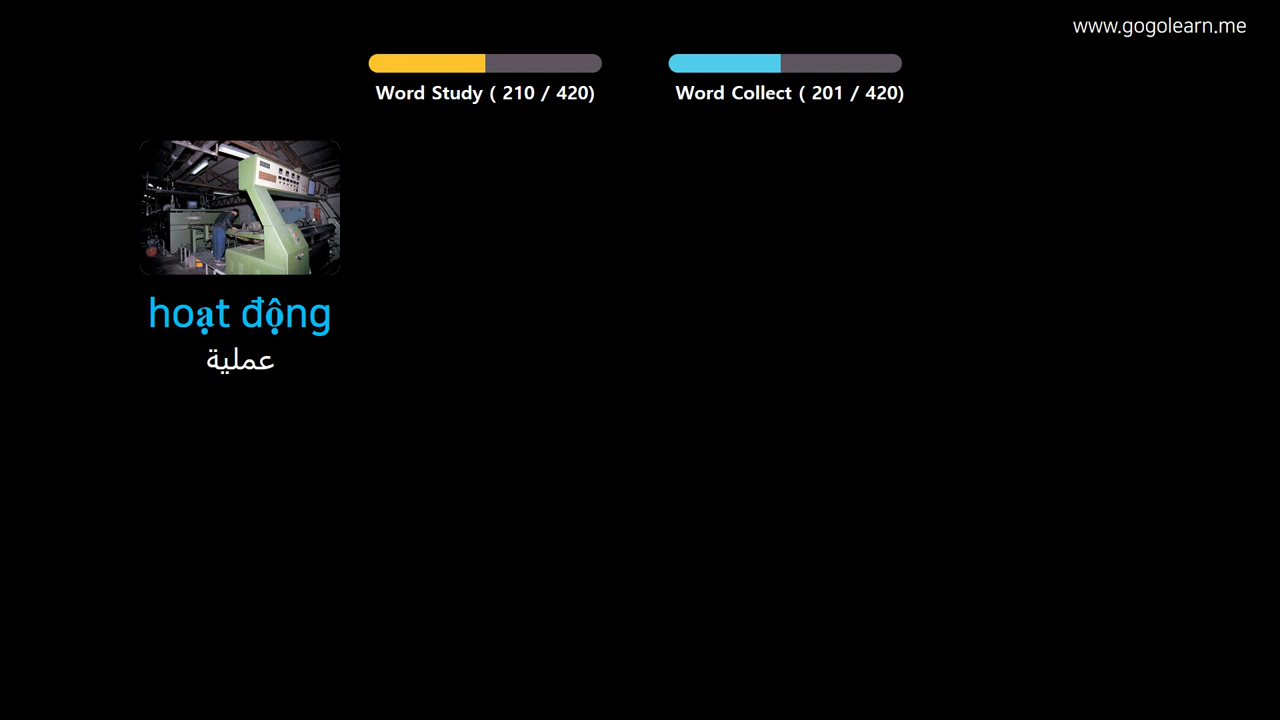 www.gogolearn.me
Word Study ( 210 / 420)
Word Collect ( 201 / 420)
hoạt động
عملية